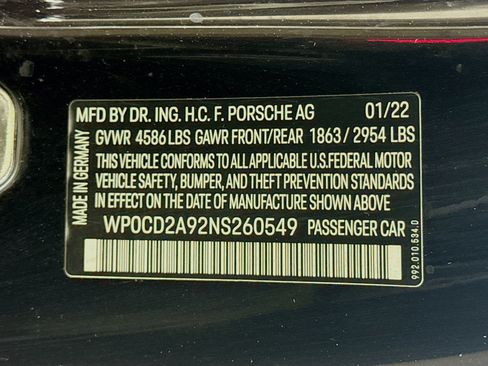 MFD BY DR. ING. H.C. F. PORSCHE AG 01/22
GVWR 4586 LBS GAWR FRONT/REAR 1863 / 2954 LBS
THIS VEHICLE CONFORMS TO ALL APPLICABLE U.S. FEDERAL MOTOR
VEHICLE SAFETY, BUMPER, AND THEFT PREVENTION STANDARDS
IN EFFECT ON THE DATE OF MANUFACTURE SHOWN ABOVE
WP0CD2A92NS260549 PASSENGER CAR
MADE IN GERMANY
992.010.534.0